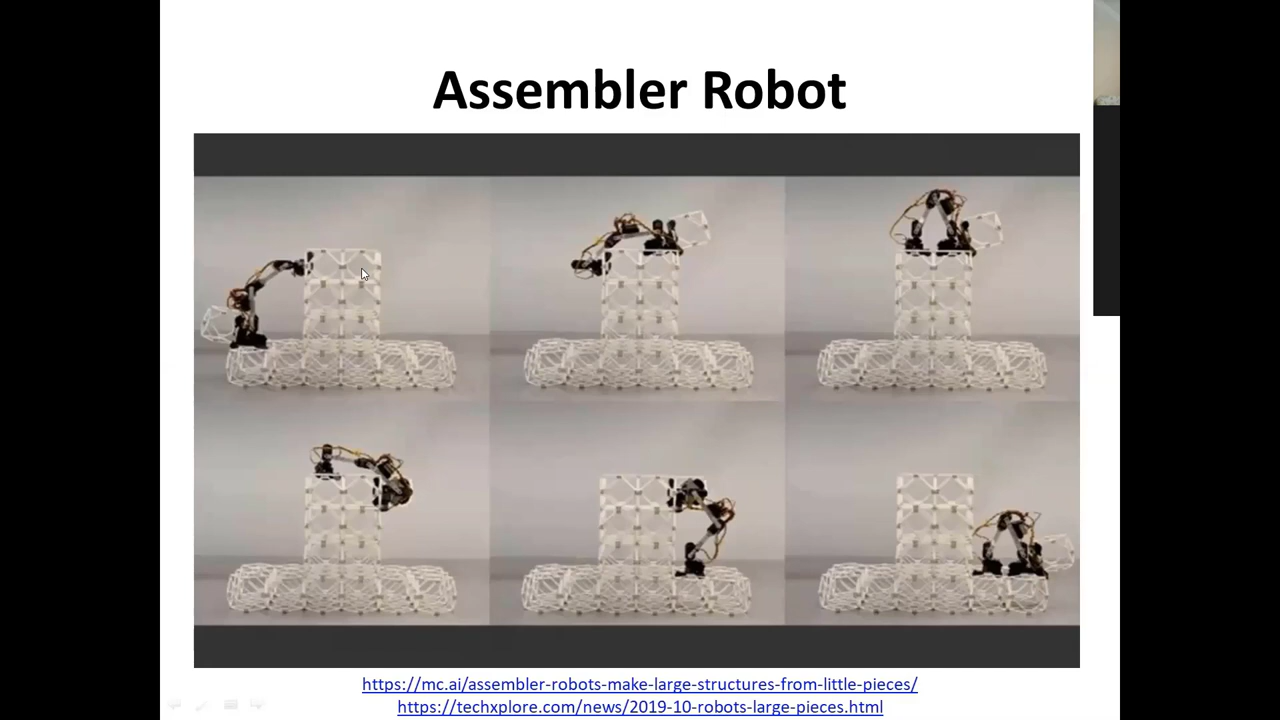 Assembler Robot
https://mc.ai/assembler-robots-make-large-structures-from-little-pieces/
https://techxplore.com/news/2019-10-robots-large-pieces.html